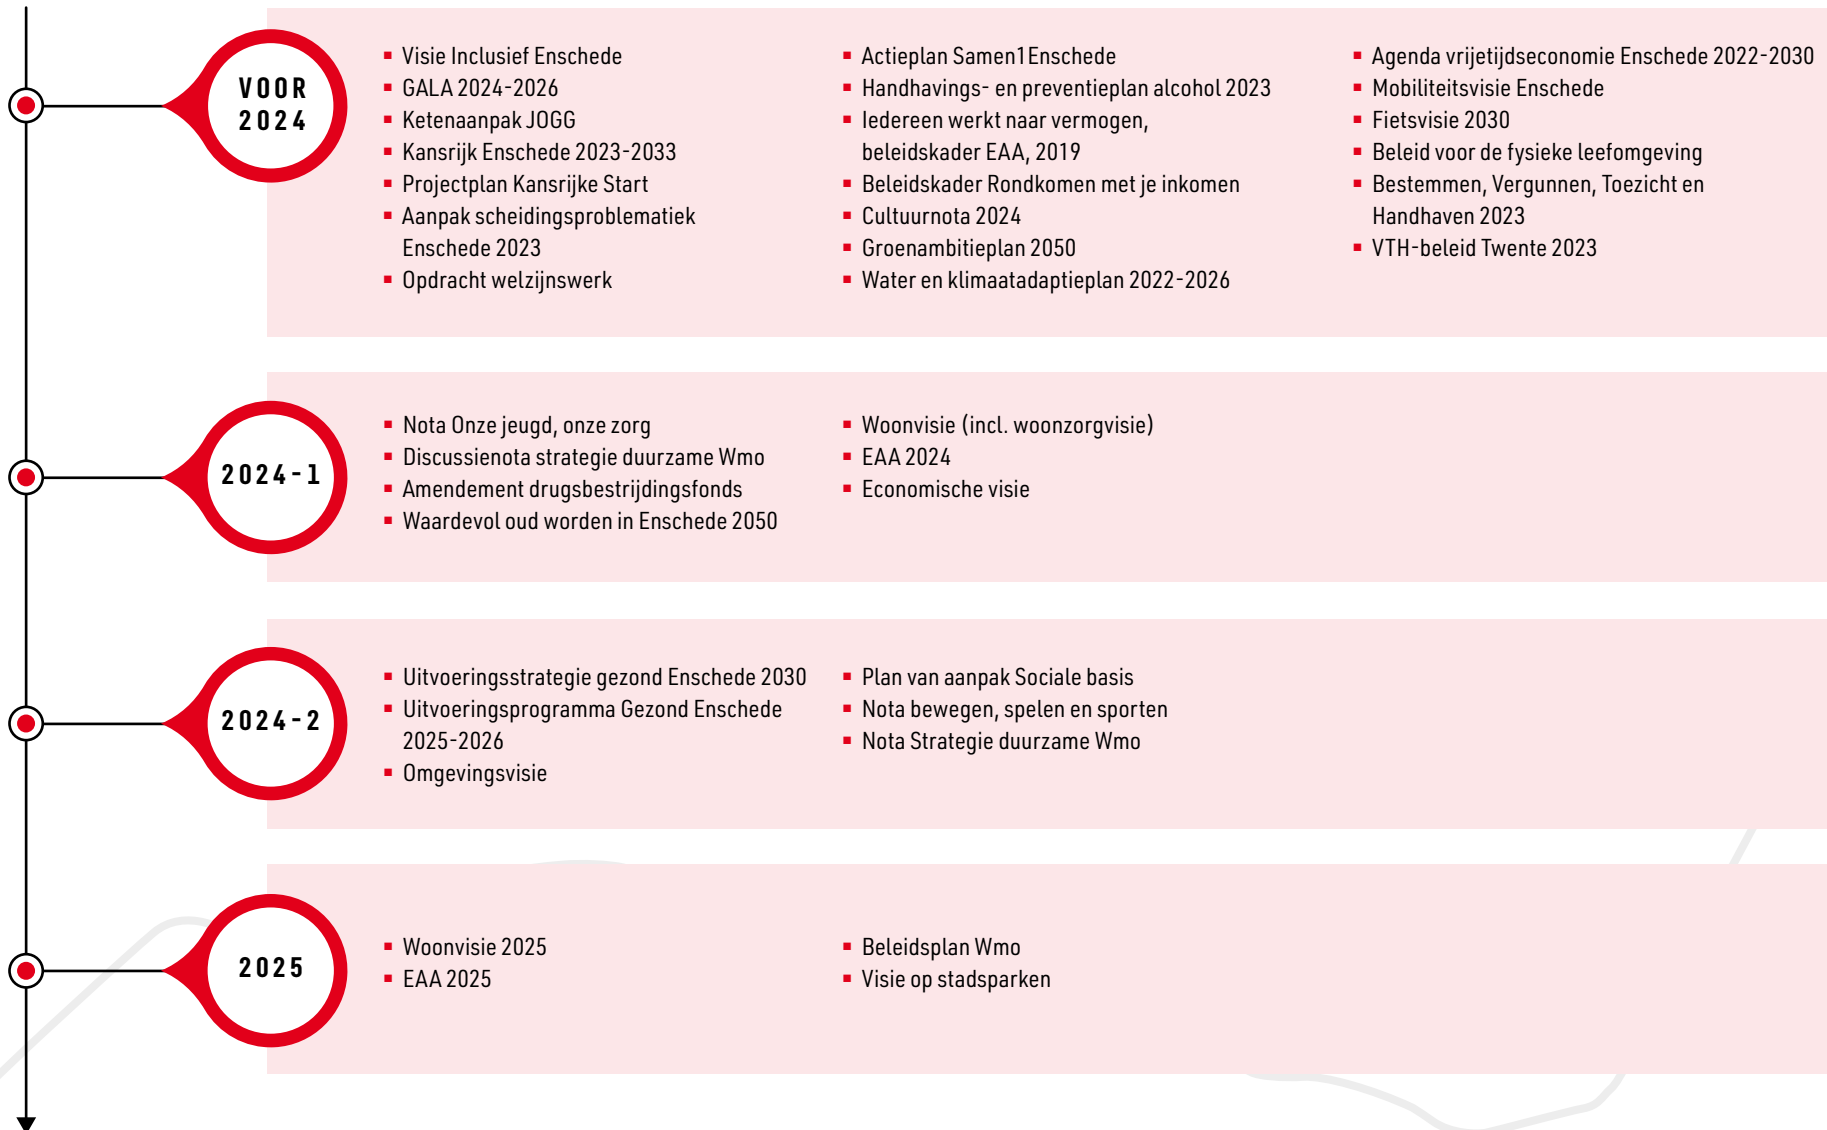 VOOR
2024
▪ Visie Inclusief Enschede
▪ GALA 2024-2026
▪ Ketenaanpak JOGG
▪ Kansrijk Enschede 2023-2033
▪ Projectplan Kansrijke Start
▪ Aanpak scheidingsproblematiek
Enschede 2023
▪ Opdracht welzijnswerk
▪ Actieplan Samen1Enschede
▪ Handhavings- en preventieplan alcohol 2023
▪ Iedereen werkt naar vermogen,
beleidskader EAA, 2019
▪ Beleidskader Rondkomen met je inkomen
▪ Cultuurnota 2024
▪ Groenambitieplan 2050
▪ Water en klimaatadaptieplan 2022-2026
▪ Agenda vrijetijdseconomie Enschede 2022-2030
▪ Mobiliteitsvisie Enschede
▪ Fietsvisie 2030
▪ Beleid voor de fysieke leefomgeving
▪ Bestemmen, Vergunnen, Toezicht en
Handhaven 2023
▪ VTH-beleid Twente 2023
2024-1
▪ Nota Onze jeugd, onze zorg
▪ Discussienota strategie duurzame Wmo
▪ Amendement drugsbestrijdingsfonds
▪ Waardevol oud worden in Enschede 2050
▪ Woonvisie (incl. woonzorgvisie)
▪ EAA 2024
▪ Economische visie
2024-2
▪ Uitvoeringsstrategie gezond Enschede 2030
▪ Uitvoeringsprogramma Gezond Enschede
2025-2026
▪ Omgevingsvisie
▪ Plan van aanpak Sociale basis
▪ Nota bewegen, spelen en sporten
▪ Nota Strategie duurzame Wmo
2025
▪ Woonvisie 2025
▪ EAA 2025
▪ Beleidsplan Wmo
▪ Visie op stadsparken